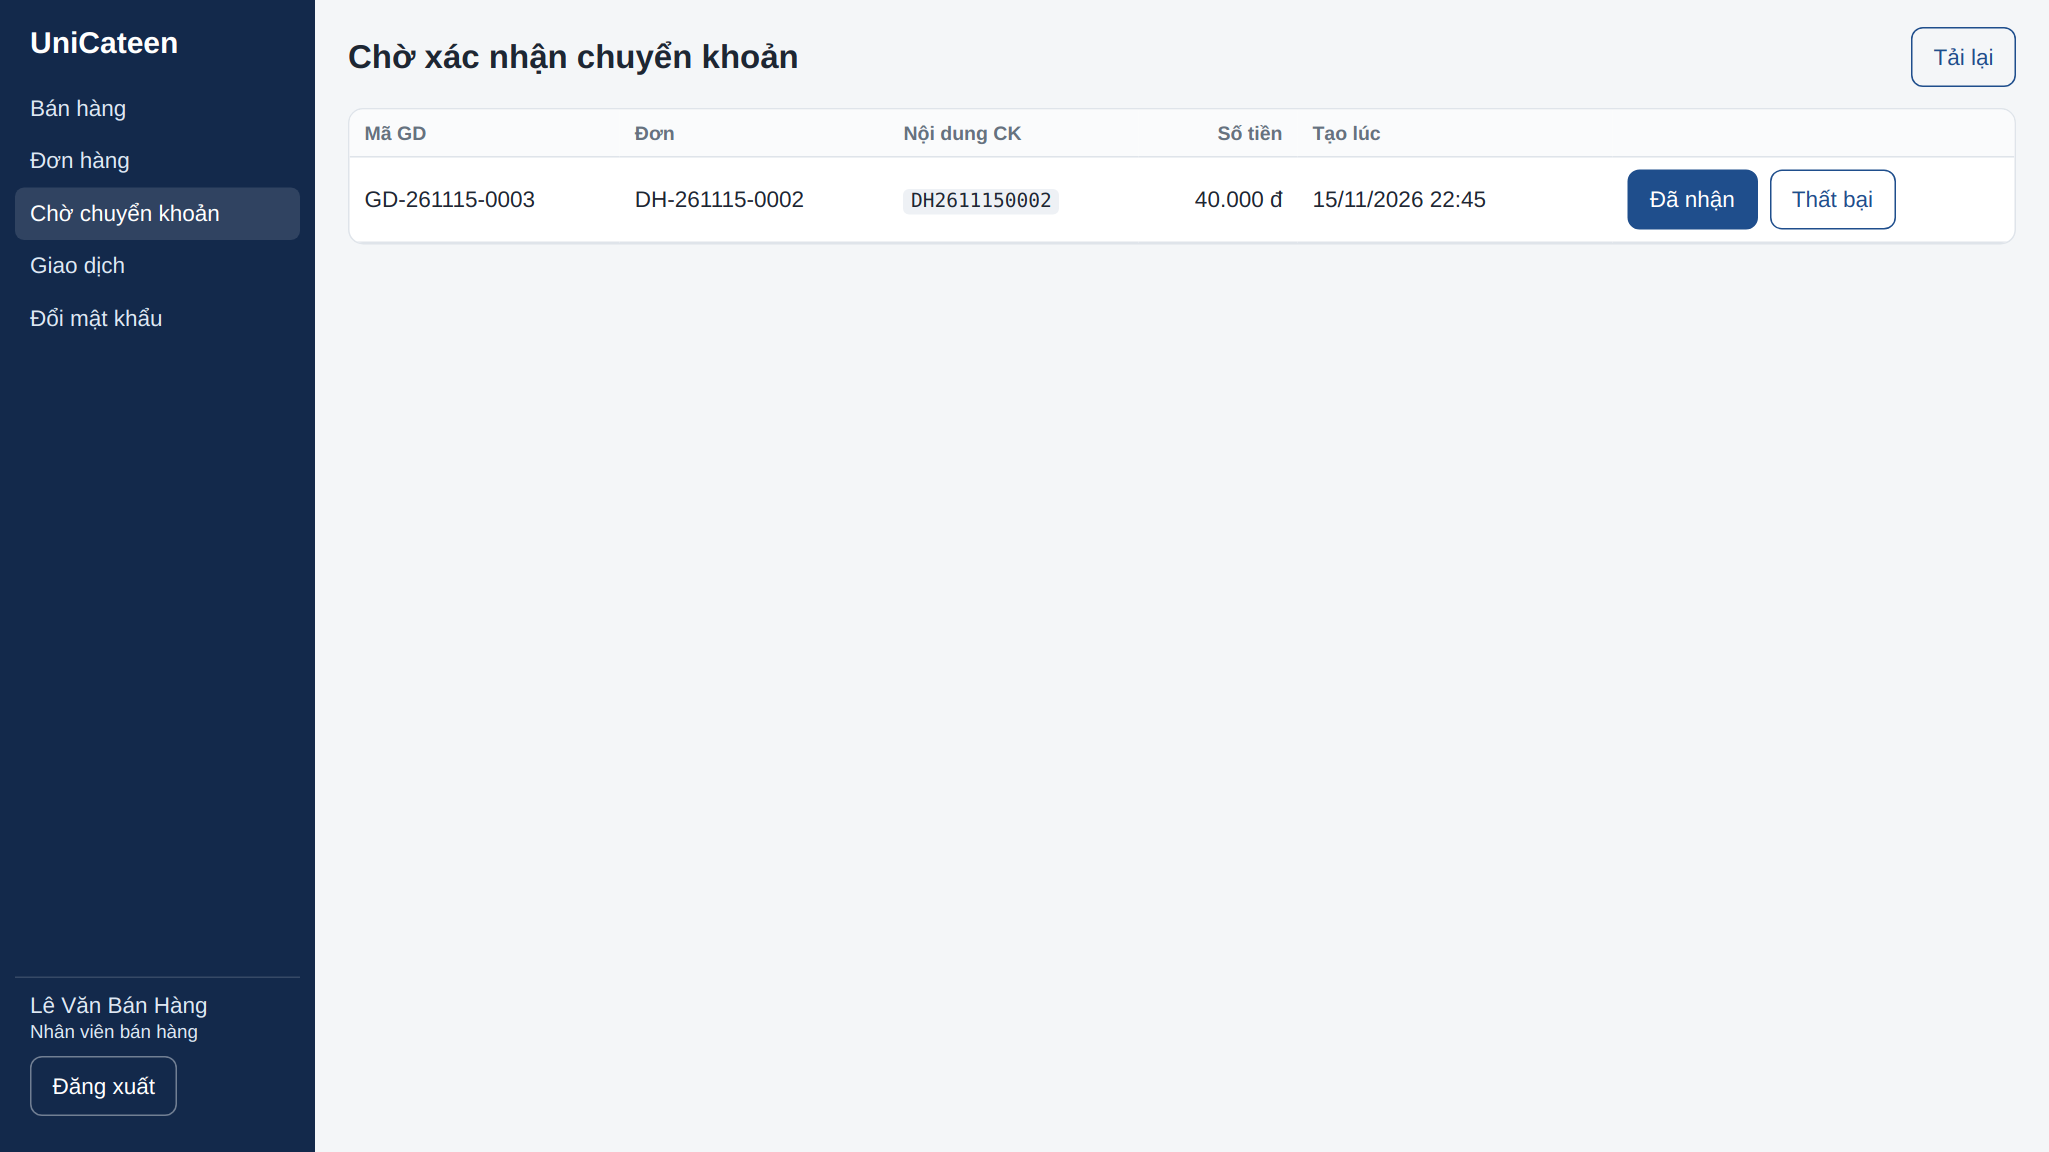 UniCateen
Bán hàng
Đơn hàng
Chờ chuyển khoản
Giao dịch
Đổi mật khẩu
Lê Văn Bán Hàng
Nhân viên bán hàng
Đăng xuất
Chờ xác nhận chuyển khoản
Tải lại
Mã GD Đơn Nội dung CK Số tiền Tạo lúc
GD-261115-0003 DH-261115-0002 DH2611150002 40.000 đ 15/11/2026 22:45 Đã nhận Thất bại